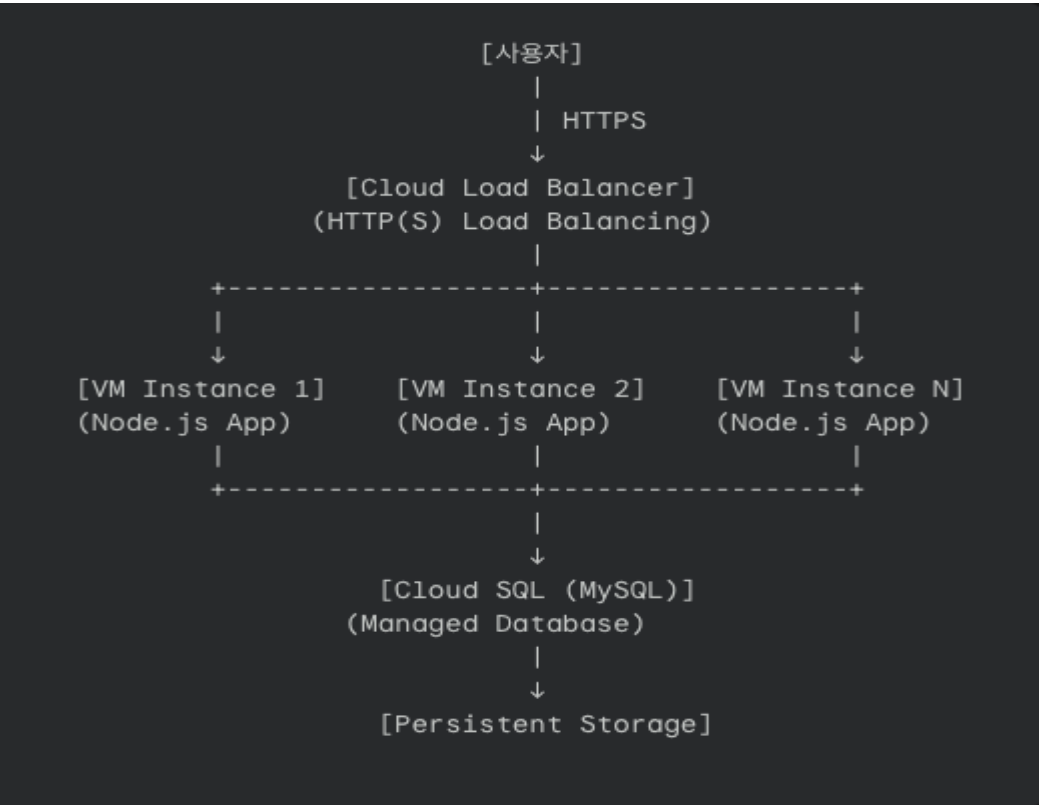 [사용자]
|
| HTTPS
↓
[Cloud Load Balancer]
(HTTP(S) Load Balancing)
|
+------------------+------------------+
| | |
↓ ↓ ↓
[VM Instance 1] [VM Instance 2] [VM Instance N]
(Node.js App) (Node.js App) (Node.js App)
| | |
+------------------+------------------+
|
↓
[Cloud SQL (MySQL)]
(Managed Database)
|
↓
[Persistent Storage]